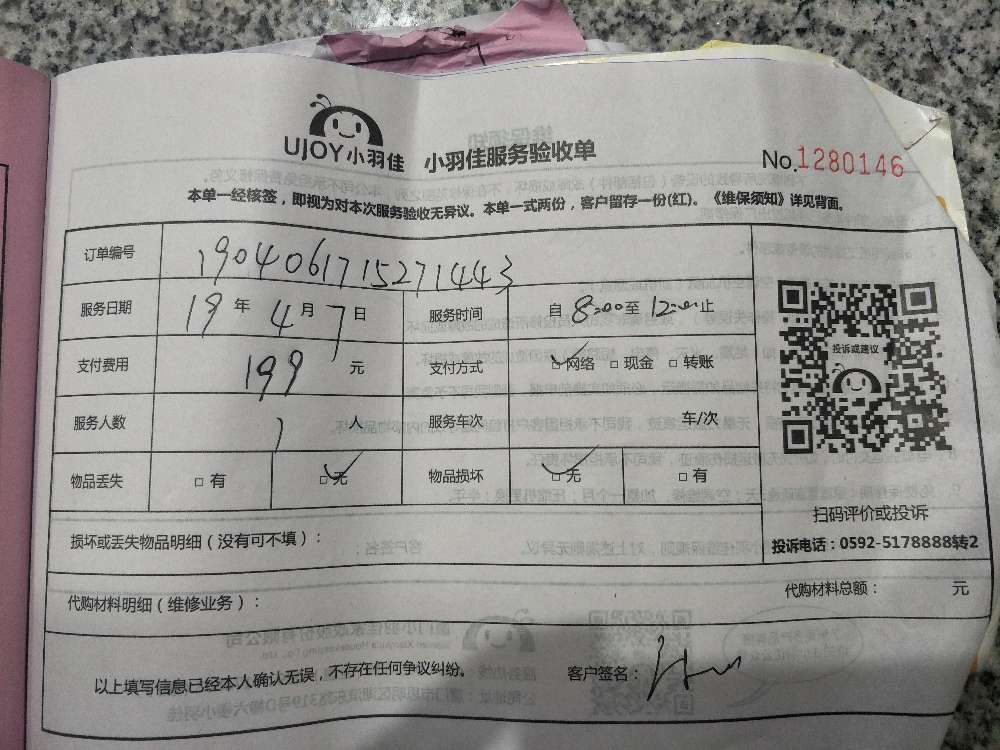 UJOY小羽佳 小羽佳服务验收单 No.1280146
本单一经核签，即视为对本次服务验收无异议。本单一式两份，客户留存一份(红)。《维保须知》详见背面。
订单编号 190406171527​1443
服务日期 19 年 4 月 7 日 服务时间 自 8:00 至 12:00 止
支付费用 199 元 支付方式 ☑网络 □现金 □转账
投诉或建议
服务人数 1 人 服务车次 车/次
物品丢失 □有 ☑无 物品损坏 ☑无 □有
扫码评价或投诉
投诉电话：0592-5178888转2
损坏或丢失物品明细（没有可不填）：
代购材料明细（维修业务）： 代购材料总额： 元
以上填写信息已经本人确认无误，不存在任何争议纠纷。 客户签名：